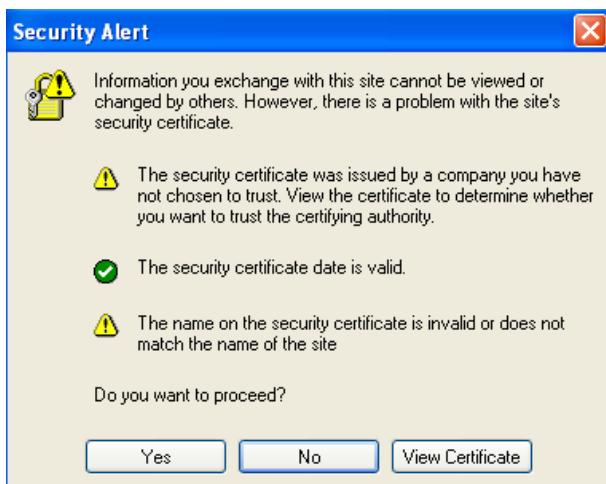 Security Alert
Information you exchange with this site cannot be viewed or
changed by others. However, there is a problem with the site's
security certificate.
The security certificate was issued by a company you have
not chosen to trust. View the certificate to determine whether
you want to trust the certifying authority.
The security certificate date is valid.
The name on the security certificate is invalid or does not
match the name of the site
Do you want to proceed?
Yes No View Certificate